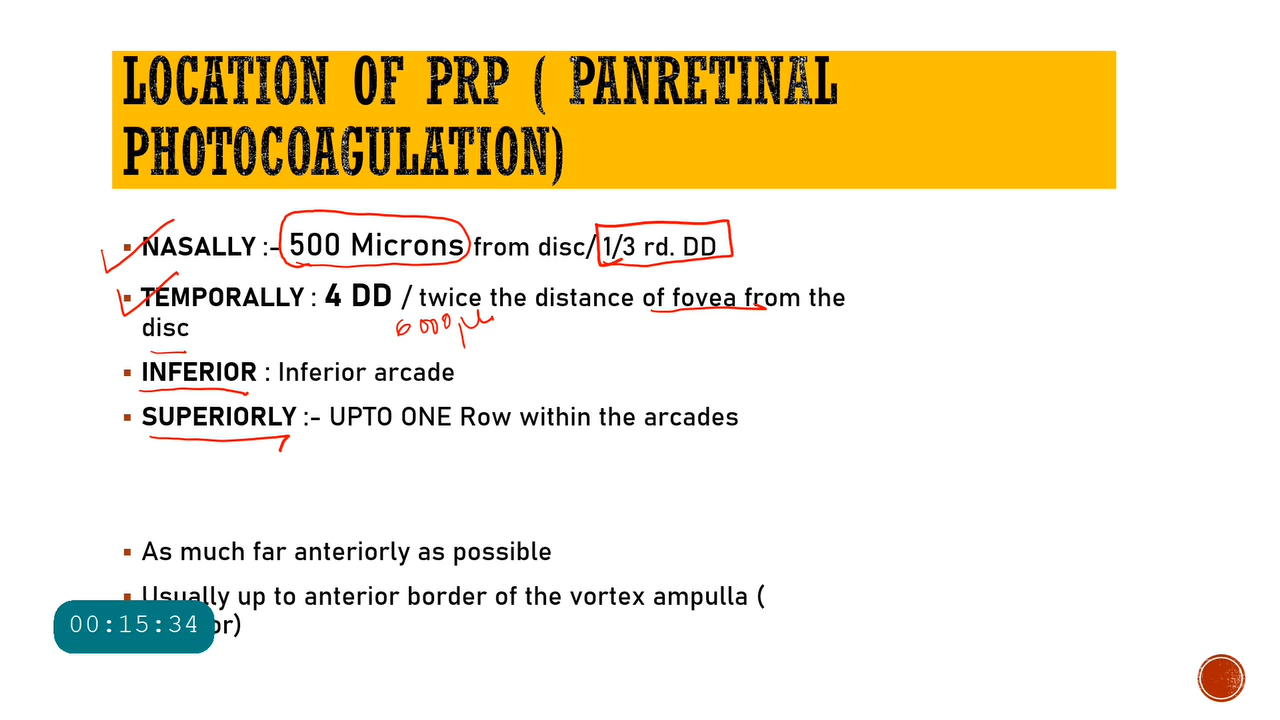 LOCATION OF PRP ( PANRETINAL
PHOTOCOAGULATION)
NASALLY :- 500 Microns from disc/ 1/3 rd. DD
TEMPORALLY : 4 DD / twice the distance of fovea from the
disc
6000 μ
INFERIOR : Inferior arcade
SUPERIORLY :- UPTO ONE Row within the arcades
As much far anteriorly as possible
Usually up to anterior border of the vortex ampulla (
00:15:34
or)